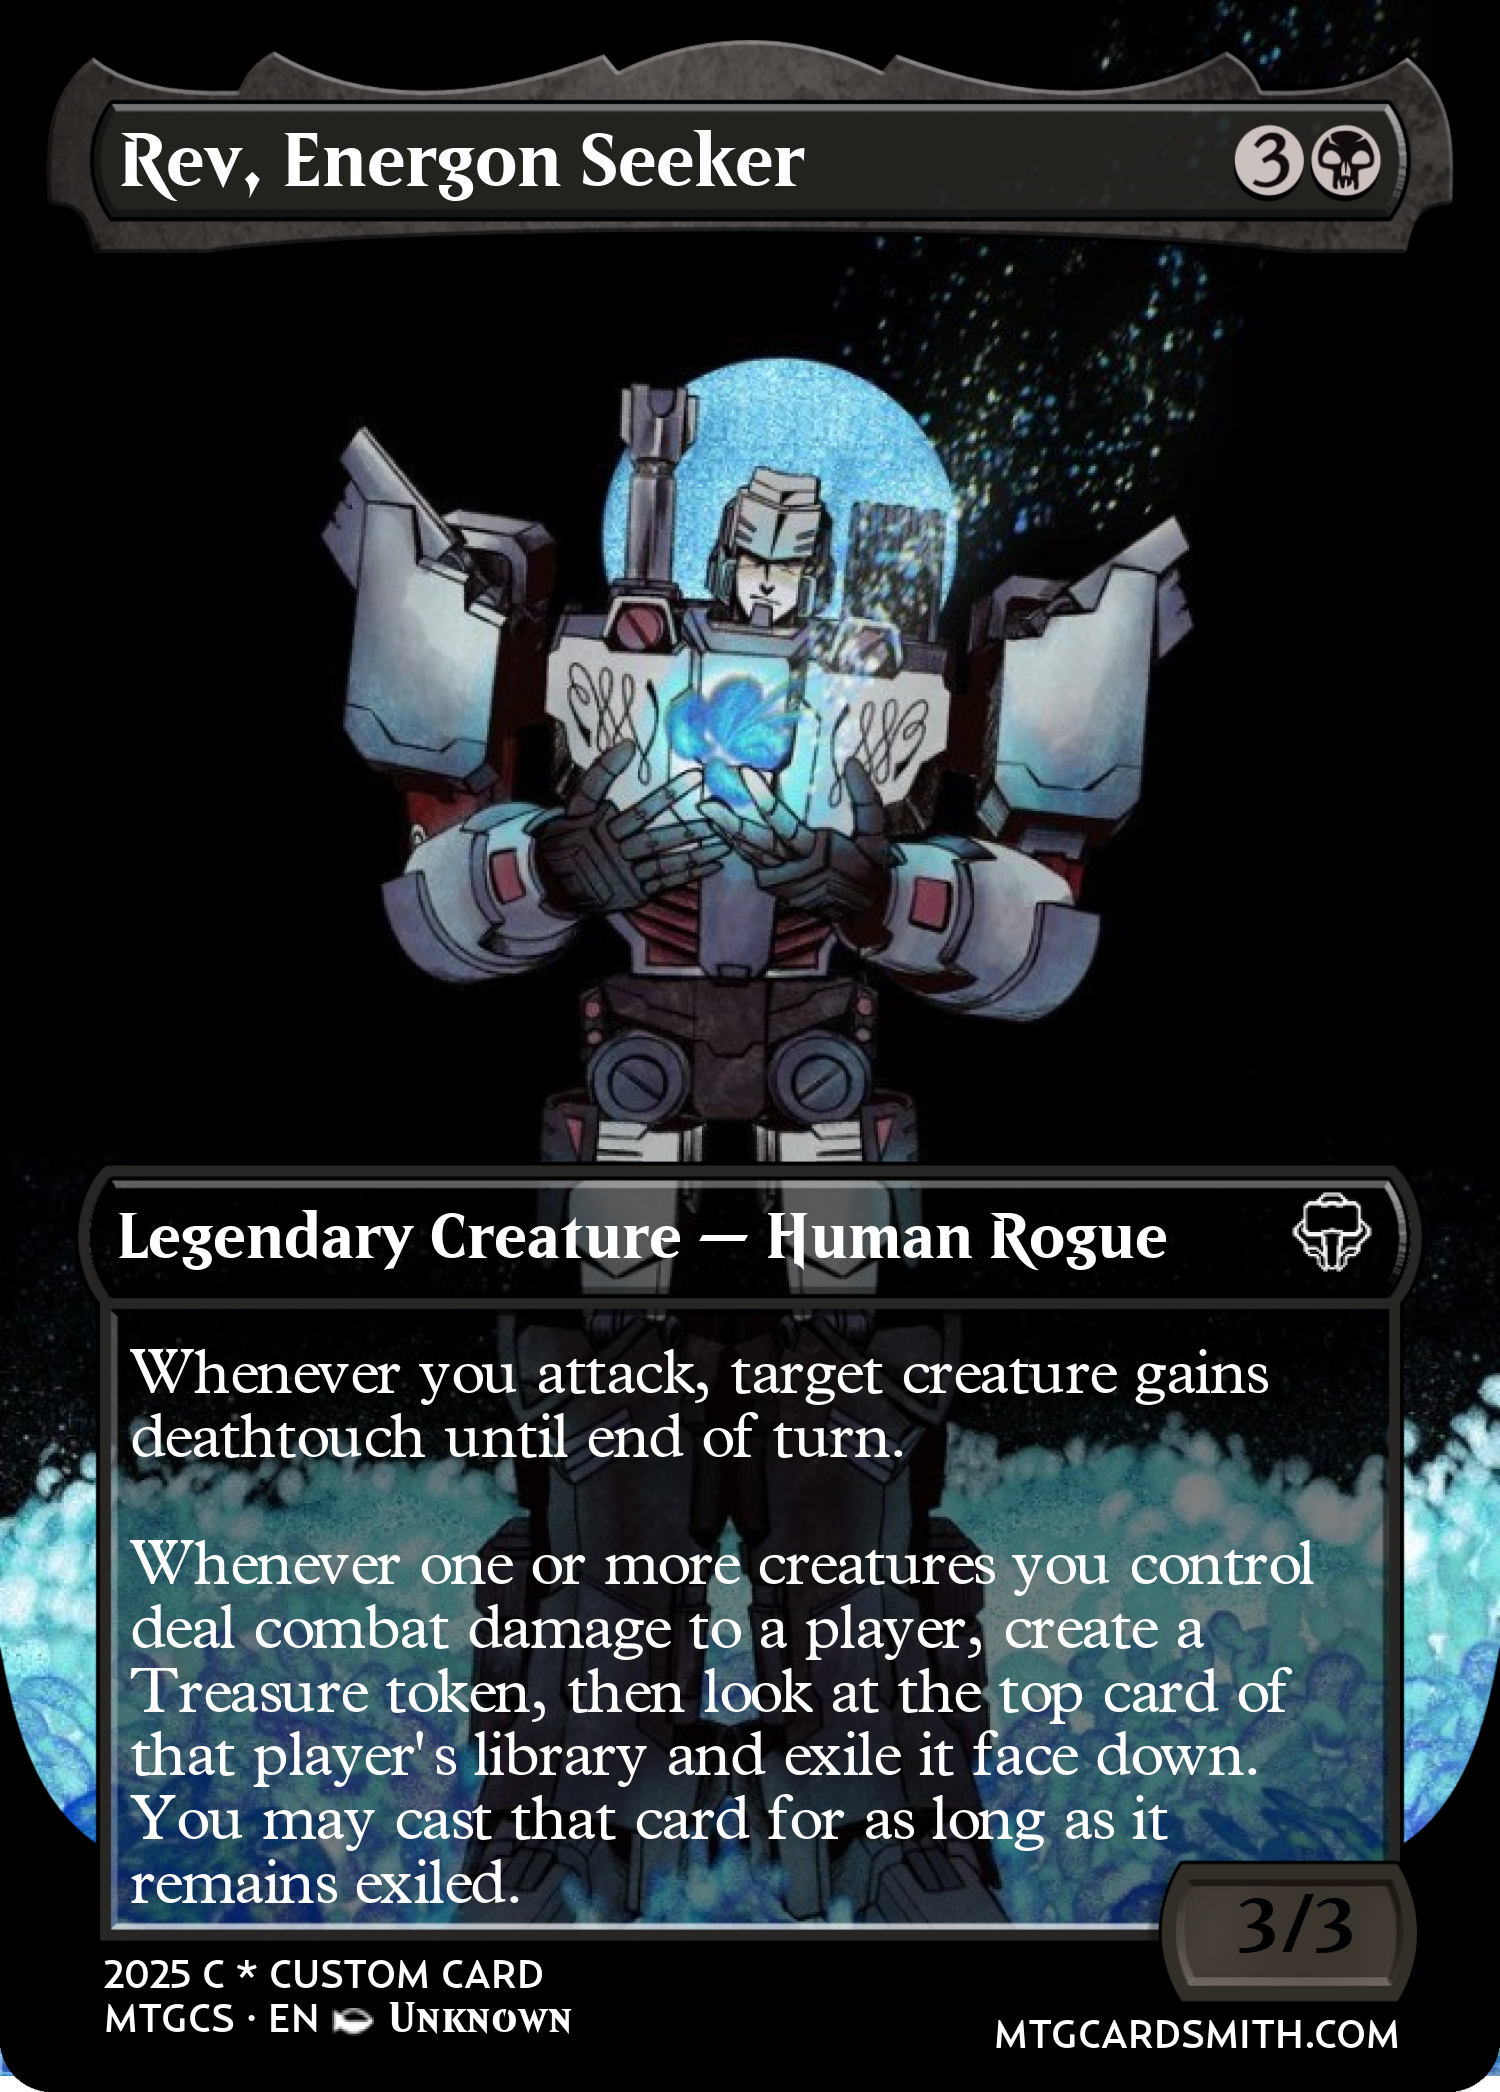 Rev, Energon Seeker
3
Legendary Creature — Human Rogue
Whenever you attack, target creature gains
deathtouch until end of turn.
Whenever one or more creatures you control
deal combat damage to a player, create a
Treasure token, then look at the top card of
that player's library and exile it face down.
You may cast that card for as long as it
remains exiled.
3/3
2025 C * CUSTOM CARD
MTGCS · EN Unknown
MTGCARDSMITH.COM